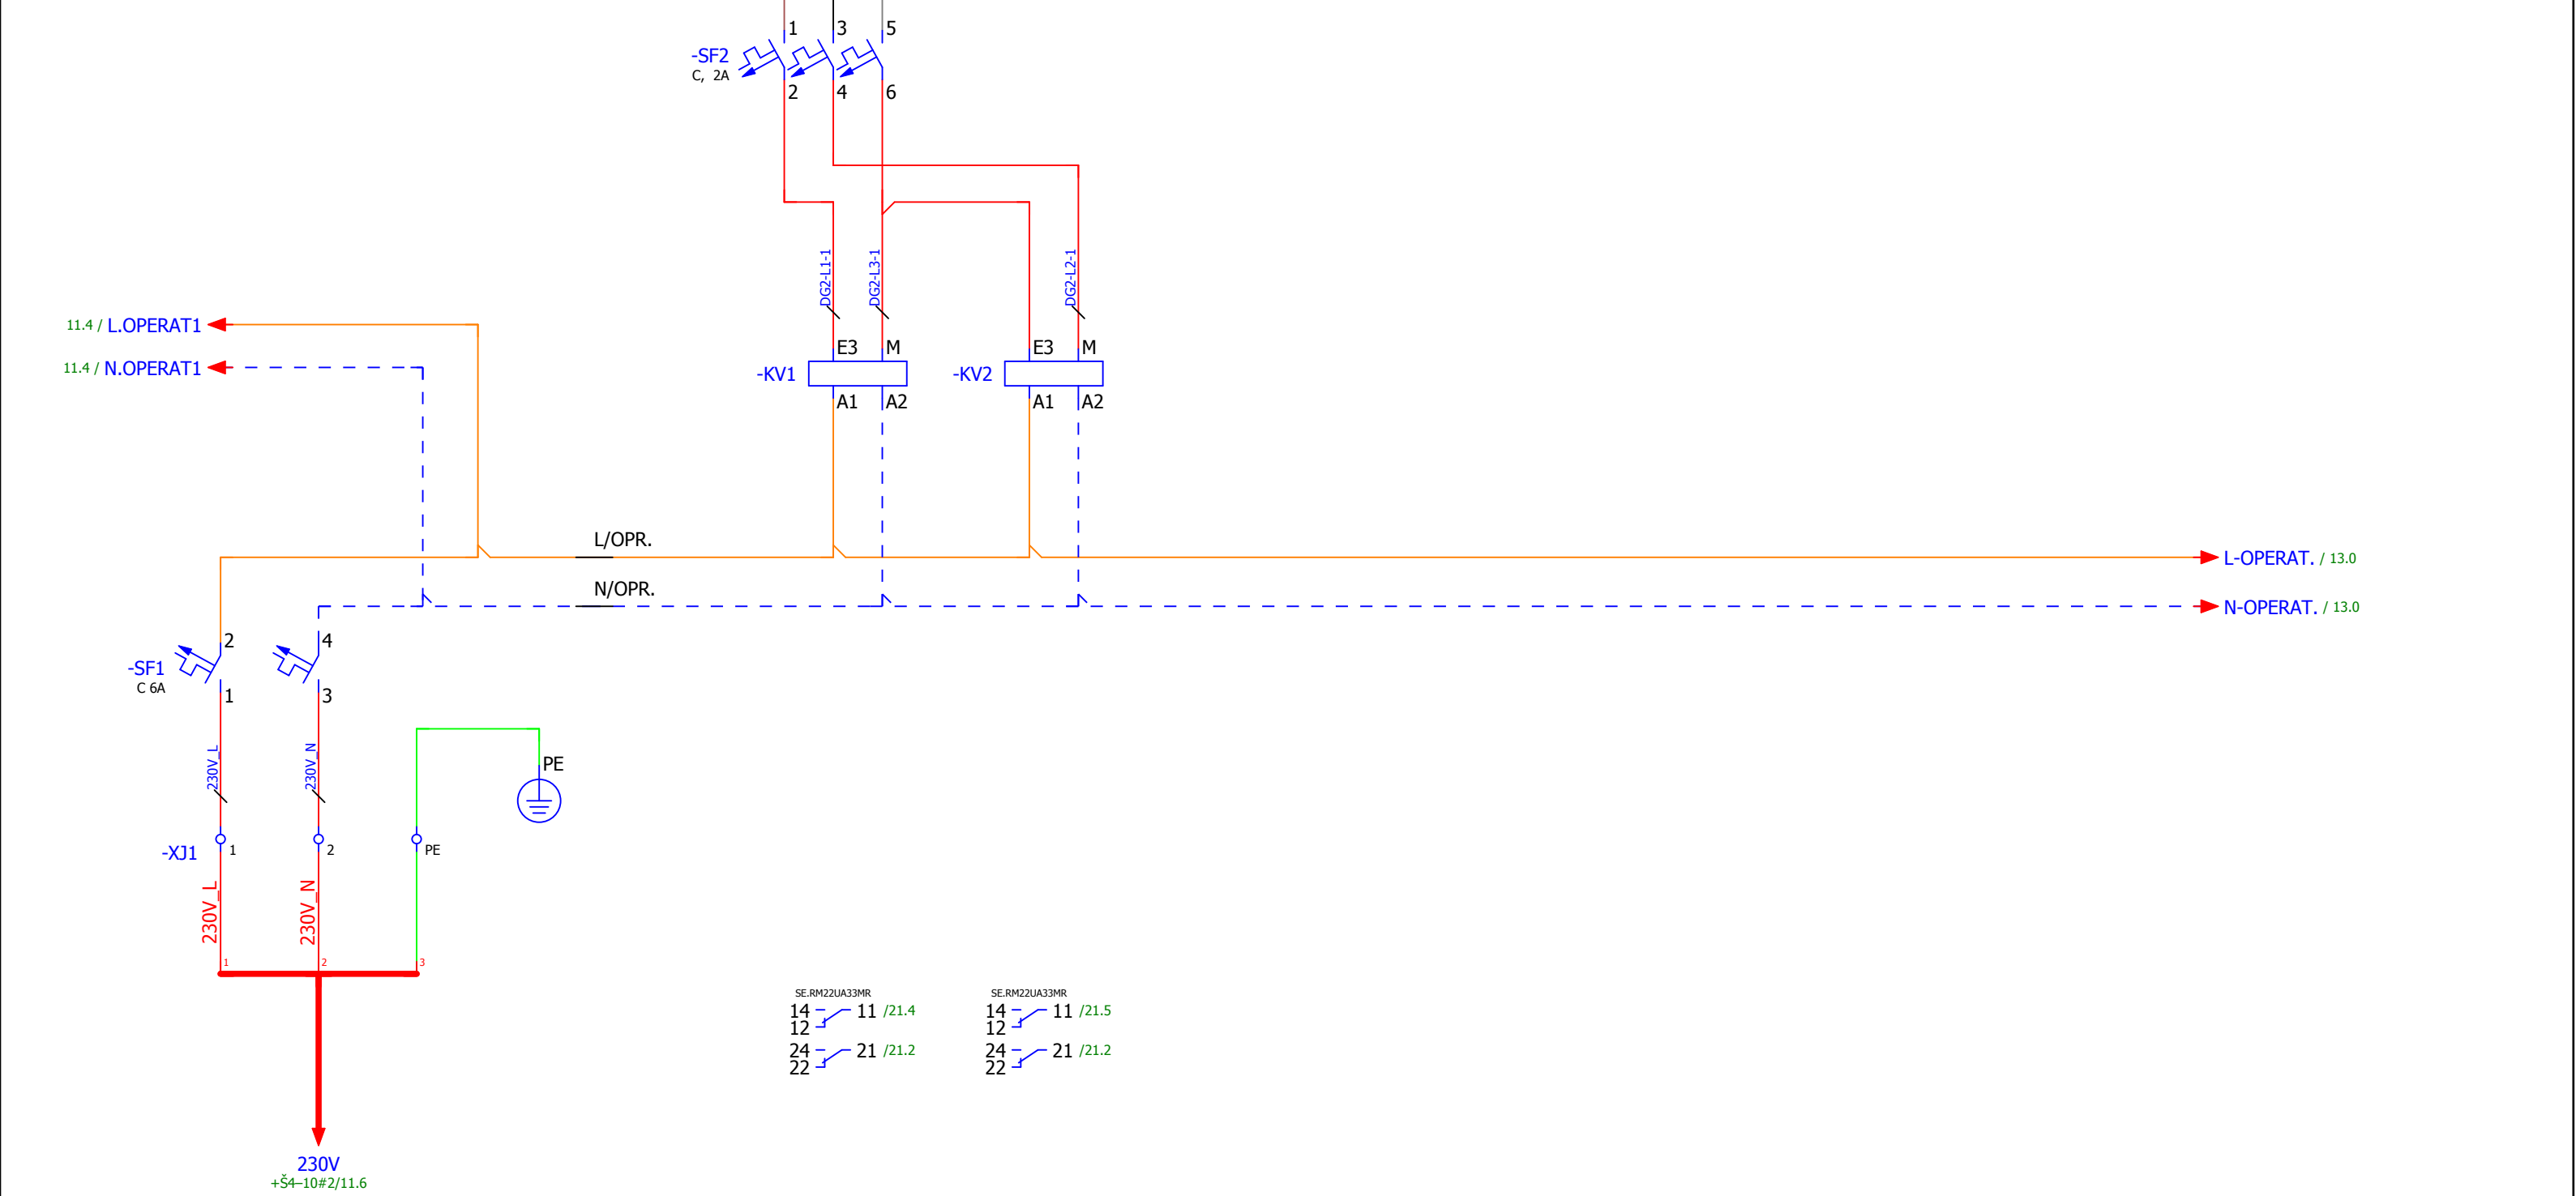 1 3 5
-SF2
C, 2A
2 4 6
DG2-L1-1 DG2-L3-1 DG2-L2-1
11.4 / L.OPERAT1
11.4 / N.OPERAT1
E3 M E3 M
-KV1 -KV2
A1 A2 A1 A2
L/OPR.
L-OPERAT. / 13.0
N/OPR.
N-OPERAT. / 13.0
2 4
-SF1
C 6A
1 3
230V_L 230V_N
PE
-XJ1 1 2 PE
230V_L 230V_N
1 2 3
SE.RM22UA33MR SE.RM22UA33MR
14 11 /21.4 14 11 /21.5
12 12
24 21 /21.2 24 21 /21.2
22 22
230V
+Š4–10#2/11.6